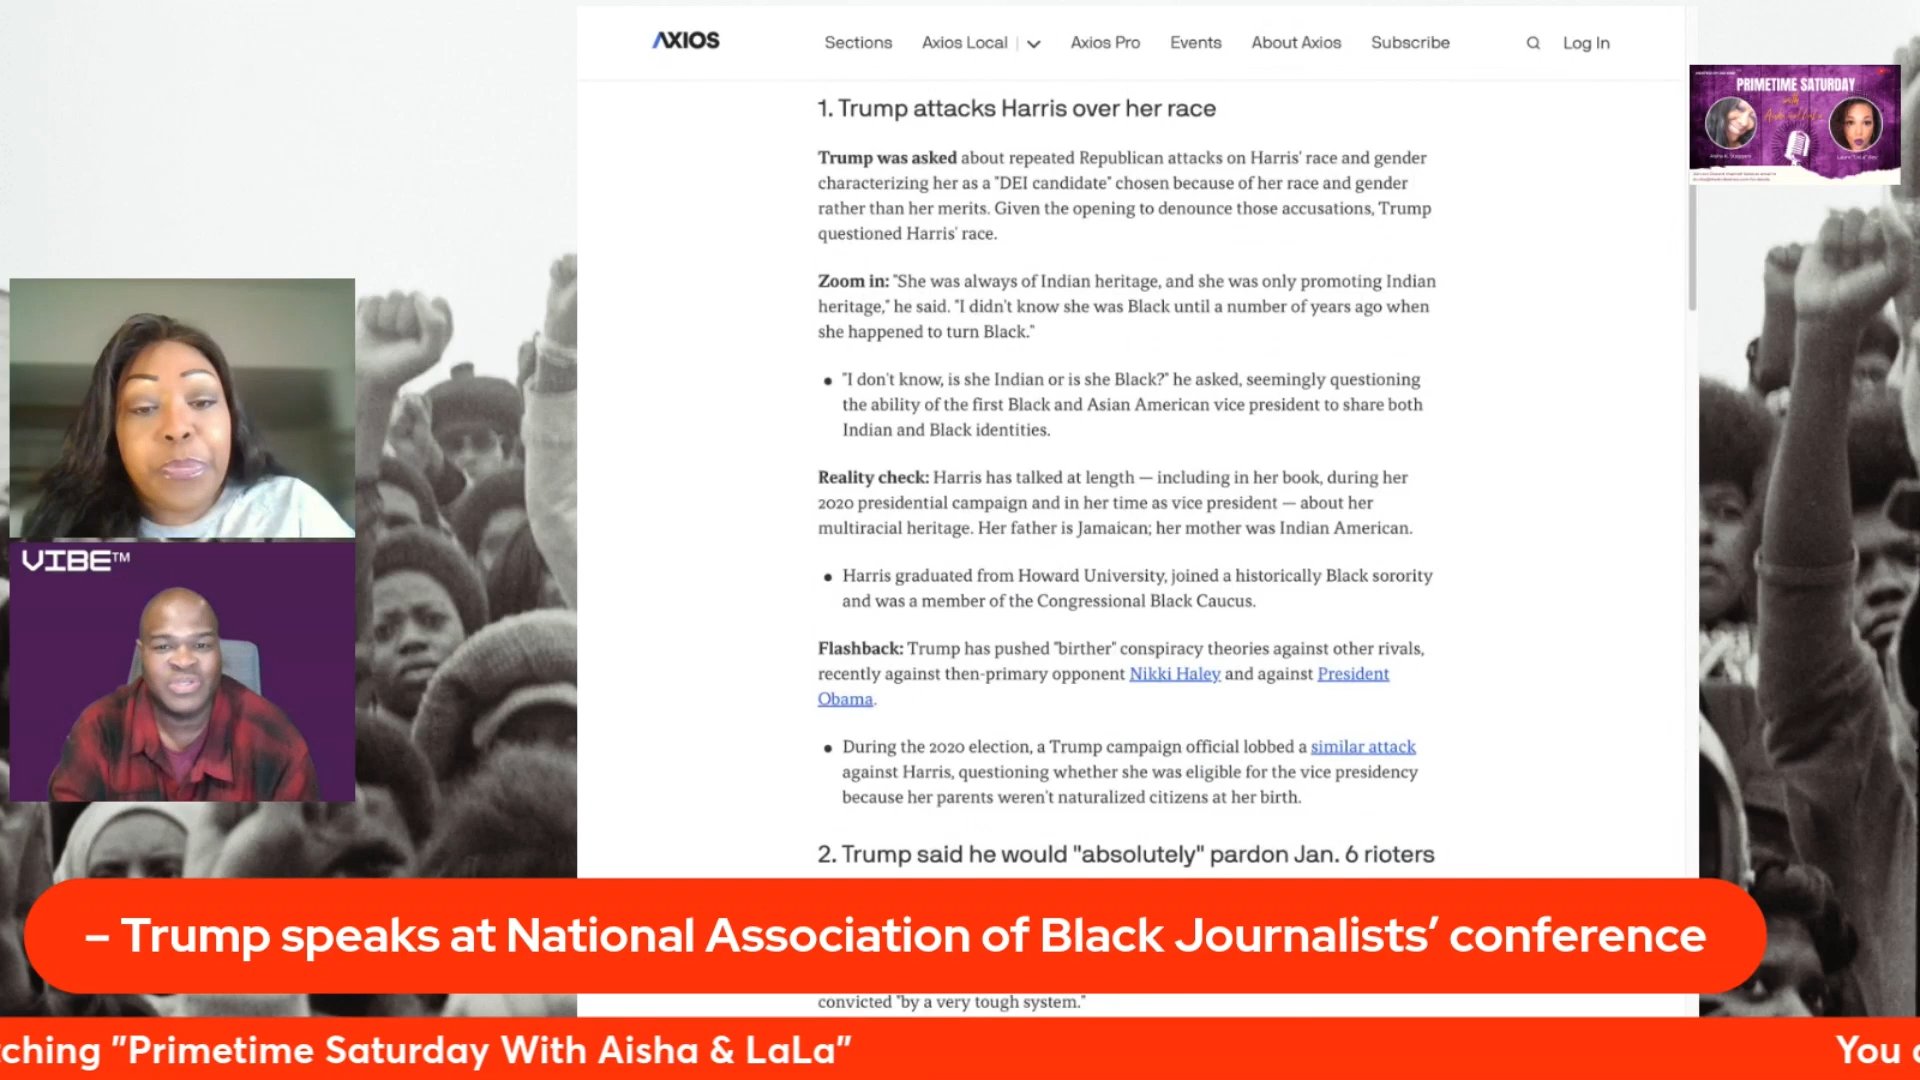 AXIOS
Sections
Axios Local
Axios Pro
Events
About Axios
Subscribe
Log In
1. Trump attacks Harris over her race
Trump was asked about repeated Republican attacks on Harris' race and gender
characterizing her as a "DEI candidate" chosen because of her race and gender
rather than her merits. Given the opening to denounce those accusations, Trump
questioned Harris' race.
Zoom in: "She was always of Indian heritage, and she was only promoting Indian
heritage," he said. "I didn't know she was Black until a number of years ago when
she happened to turn Black."
• "I don't know, is she Indian or is she Black?" he asked, seemingly questioning
the ability of the first Black and Asian American vice president to share both
Indian and Black identities.
Reality check: Harris has talked at length — including in her book, during her
2020 presidential campaign and in her time as vice president — about her
multiracial heritage. Her father is Jamaican; her mother was Indian American.
• Harris graduated from Howard University, joined a historically Black sorority
and was a member of the Congressional Black Caucus.
Flashback: Trump has pushed "birther" conspiracy theories against other rivals,
recently against then-primary opponent Nikki Haley and against President
Obama.
• During the 2020 election, a Trump campaign official lobbed a similar attack
against Harris, questioning whether she was eligible for the vice presidency
because her parents weren't naturalized citizens at her birth.
2. Trump said he would "absolutely" pardon Jan. 6 rioters
convicted "by a very tough system."
PRIMETIME SATURDAY
with
VIBE™
– Trump speaks at National Association of Black Journalists' conference
ching "Primetime Saturday With Aisha & LaLa"
You